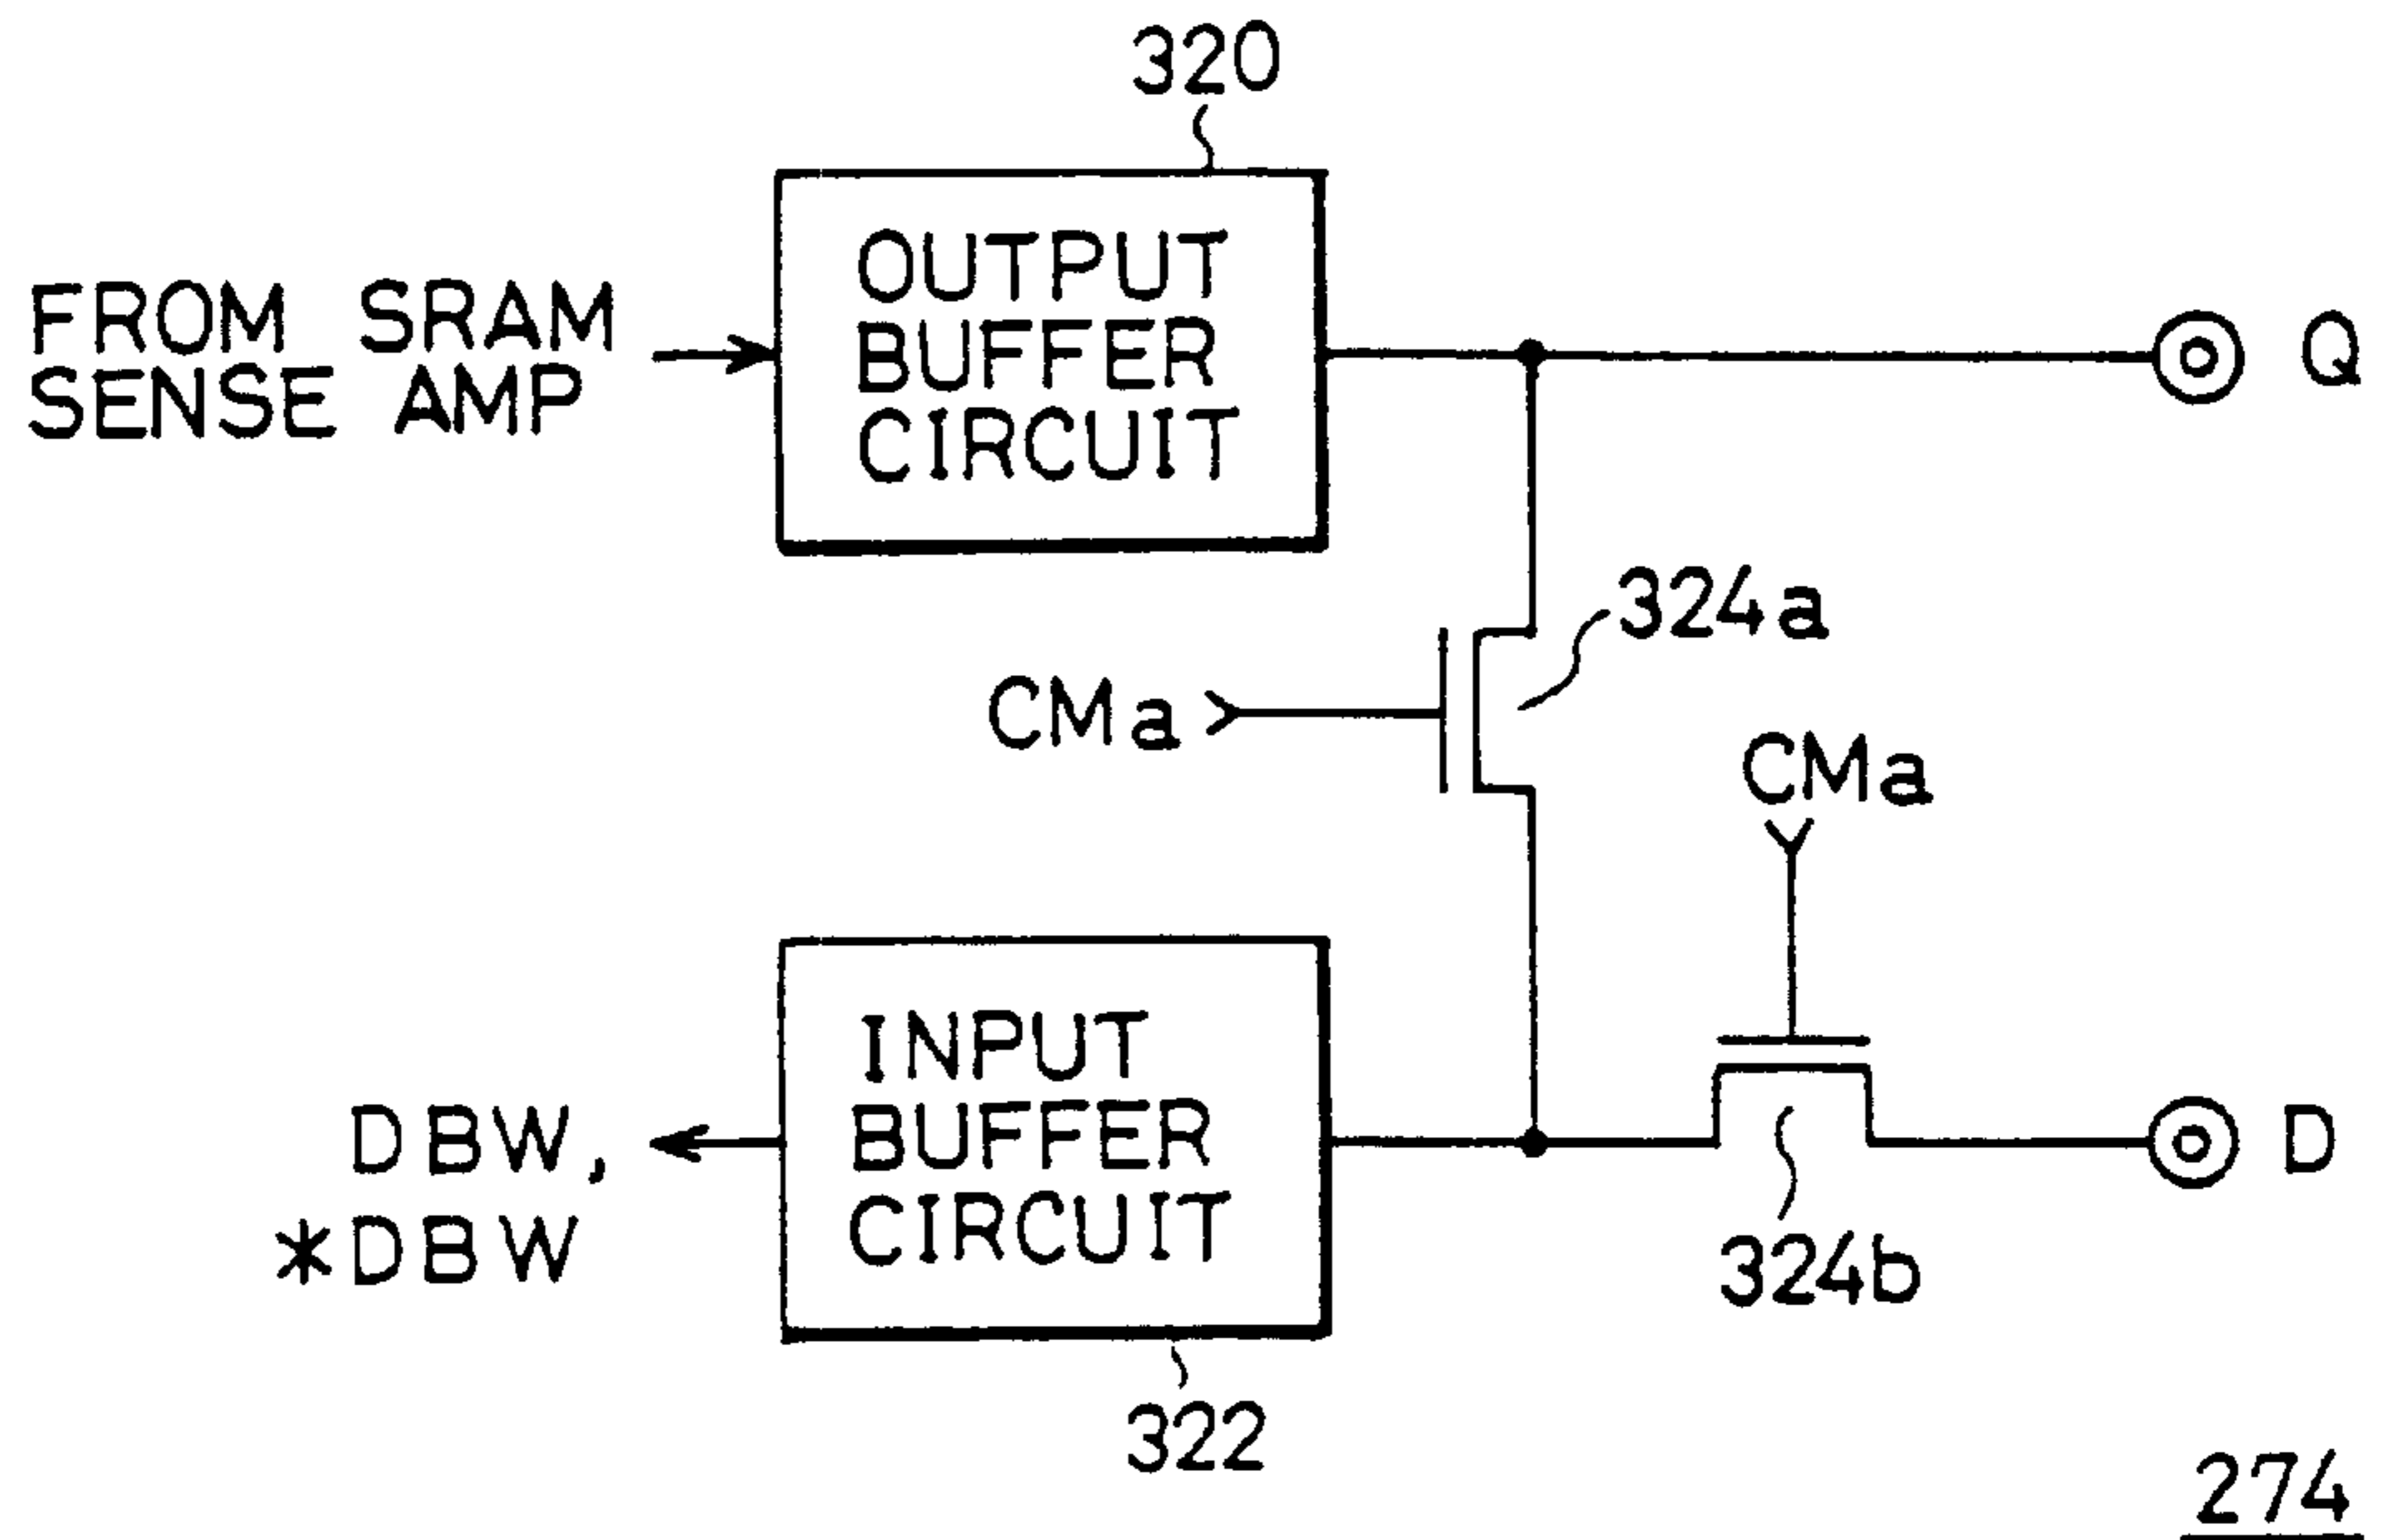 320
OUTPUT
BUFFER
CIRCUIT
FROM SRAM
SENSE AMP
Q
324a
CMa
CMa
INPUT
BUFFER
CIRCUIT
DBW,
*DBW
D
324b
322
274